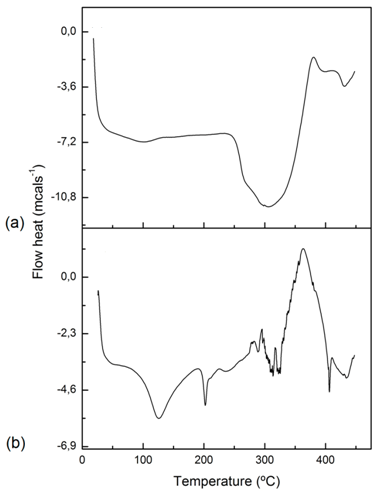 0,0
-3,6
-7,2
-10,8
(a)
Flow heat (mcals-1)
0,0
-2,3
-4,6
-6,9
(b)
0 100 200 300 400
Temperature (ºC)